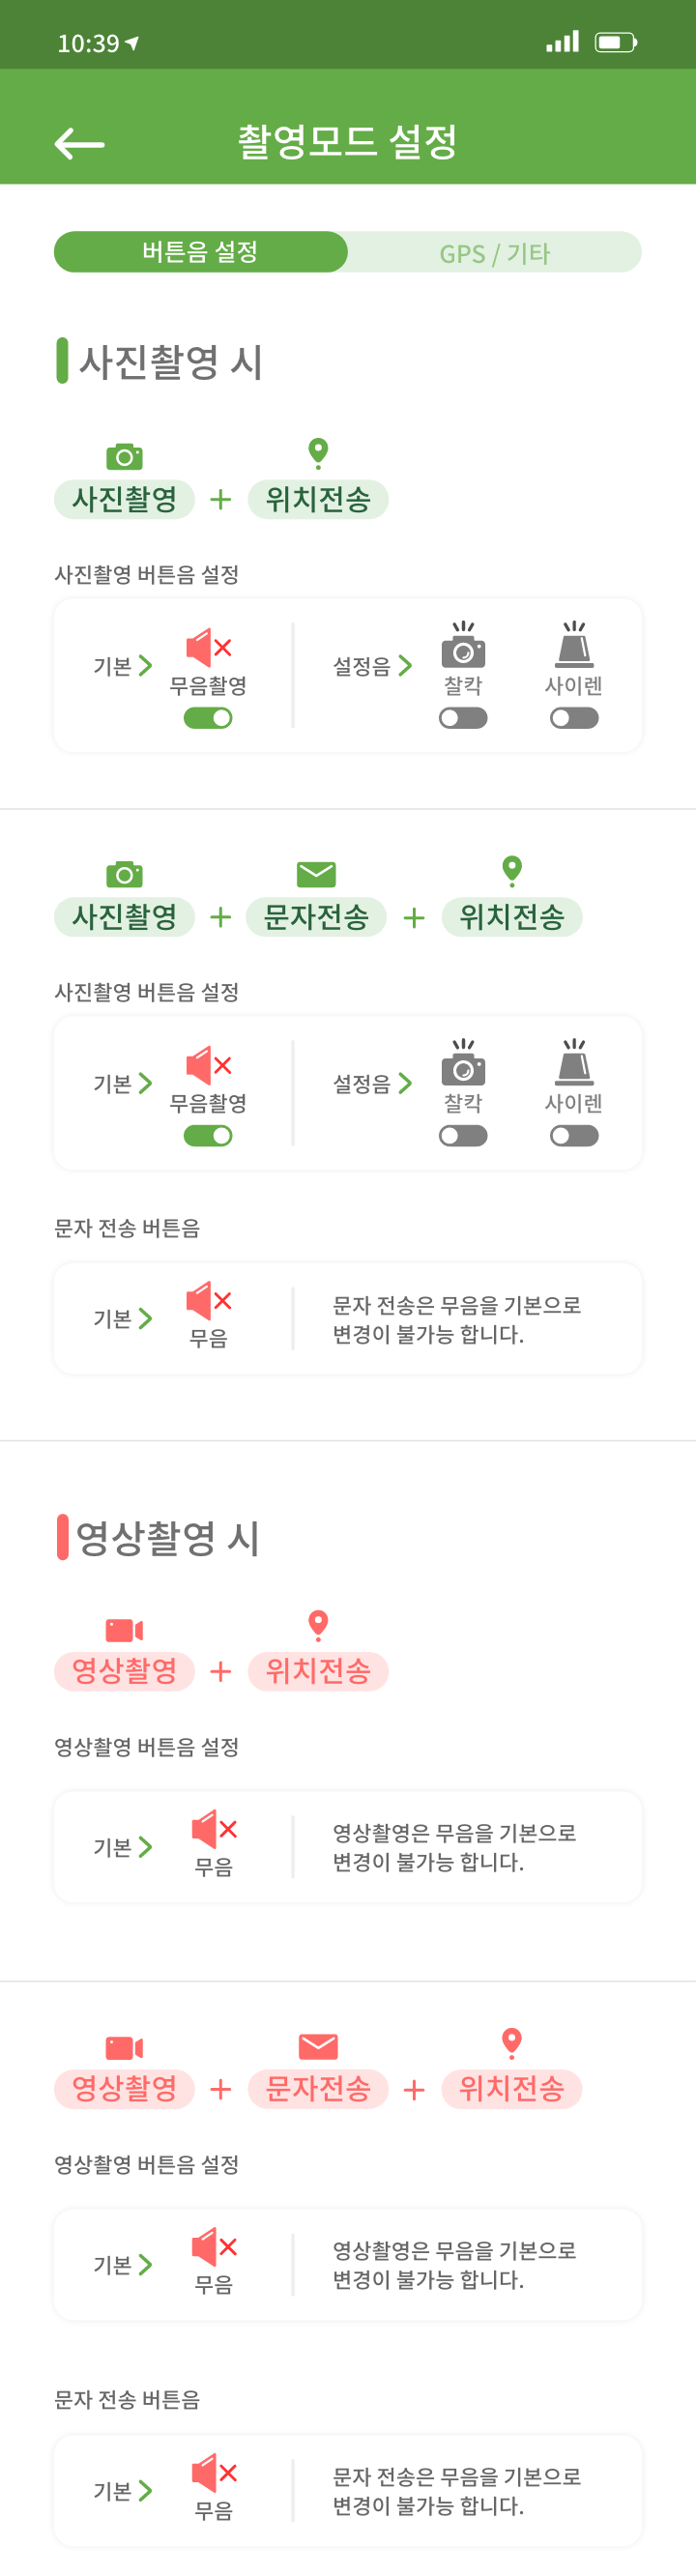 10:39
촬영모드 설정
버튼음 설정
GPS / 기타
사진촬영 시
사진촬영 + 위치전송
사진촬영 버튼음 설정
기본
무음촬영
설정음
찰칵
사이렌
사진촬영 + 문자전송 + 위치전송
사진촬영 버튼음 설정
기본
무음촬영
설정음
찰칵
사이렌
문자 전송 버튼음
기본
무음
문자 전송은 무음을 기본으로
변경이 불가능 합니다.
영상촬영 시
영상촬영 + 위치전송
영상촬영 버튼음 설정
기본
무음
영상촬영은 무음을 기본으로
변경이 불가능 합니다.
영상촬영 + 문자전송 + 위치전송
영상촬영 버튼음 설정
기본
무음
영상촬영은 무음을 기본으로
변경이 불가능 합니다.
문자 전송 버튼음
기본
무음
문자 전송은 무음을 기본으로
변경이 불가능 합니다.